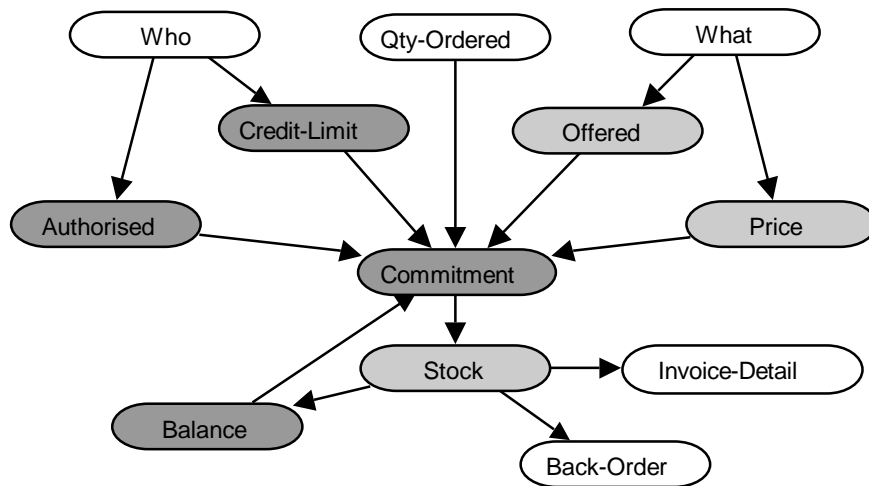 Who
Qty-Ordered
What
Credit-Limit
Offered
Authorised
Price
Commitment
Stock
Invoice-Detail
Balance
Back-Order